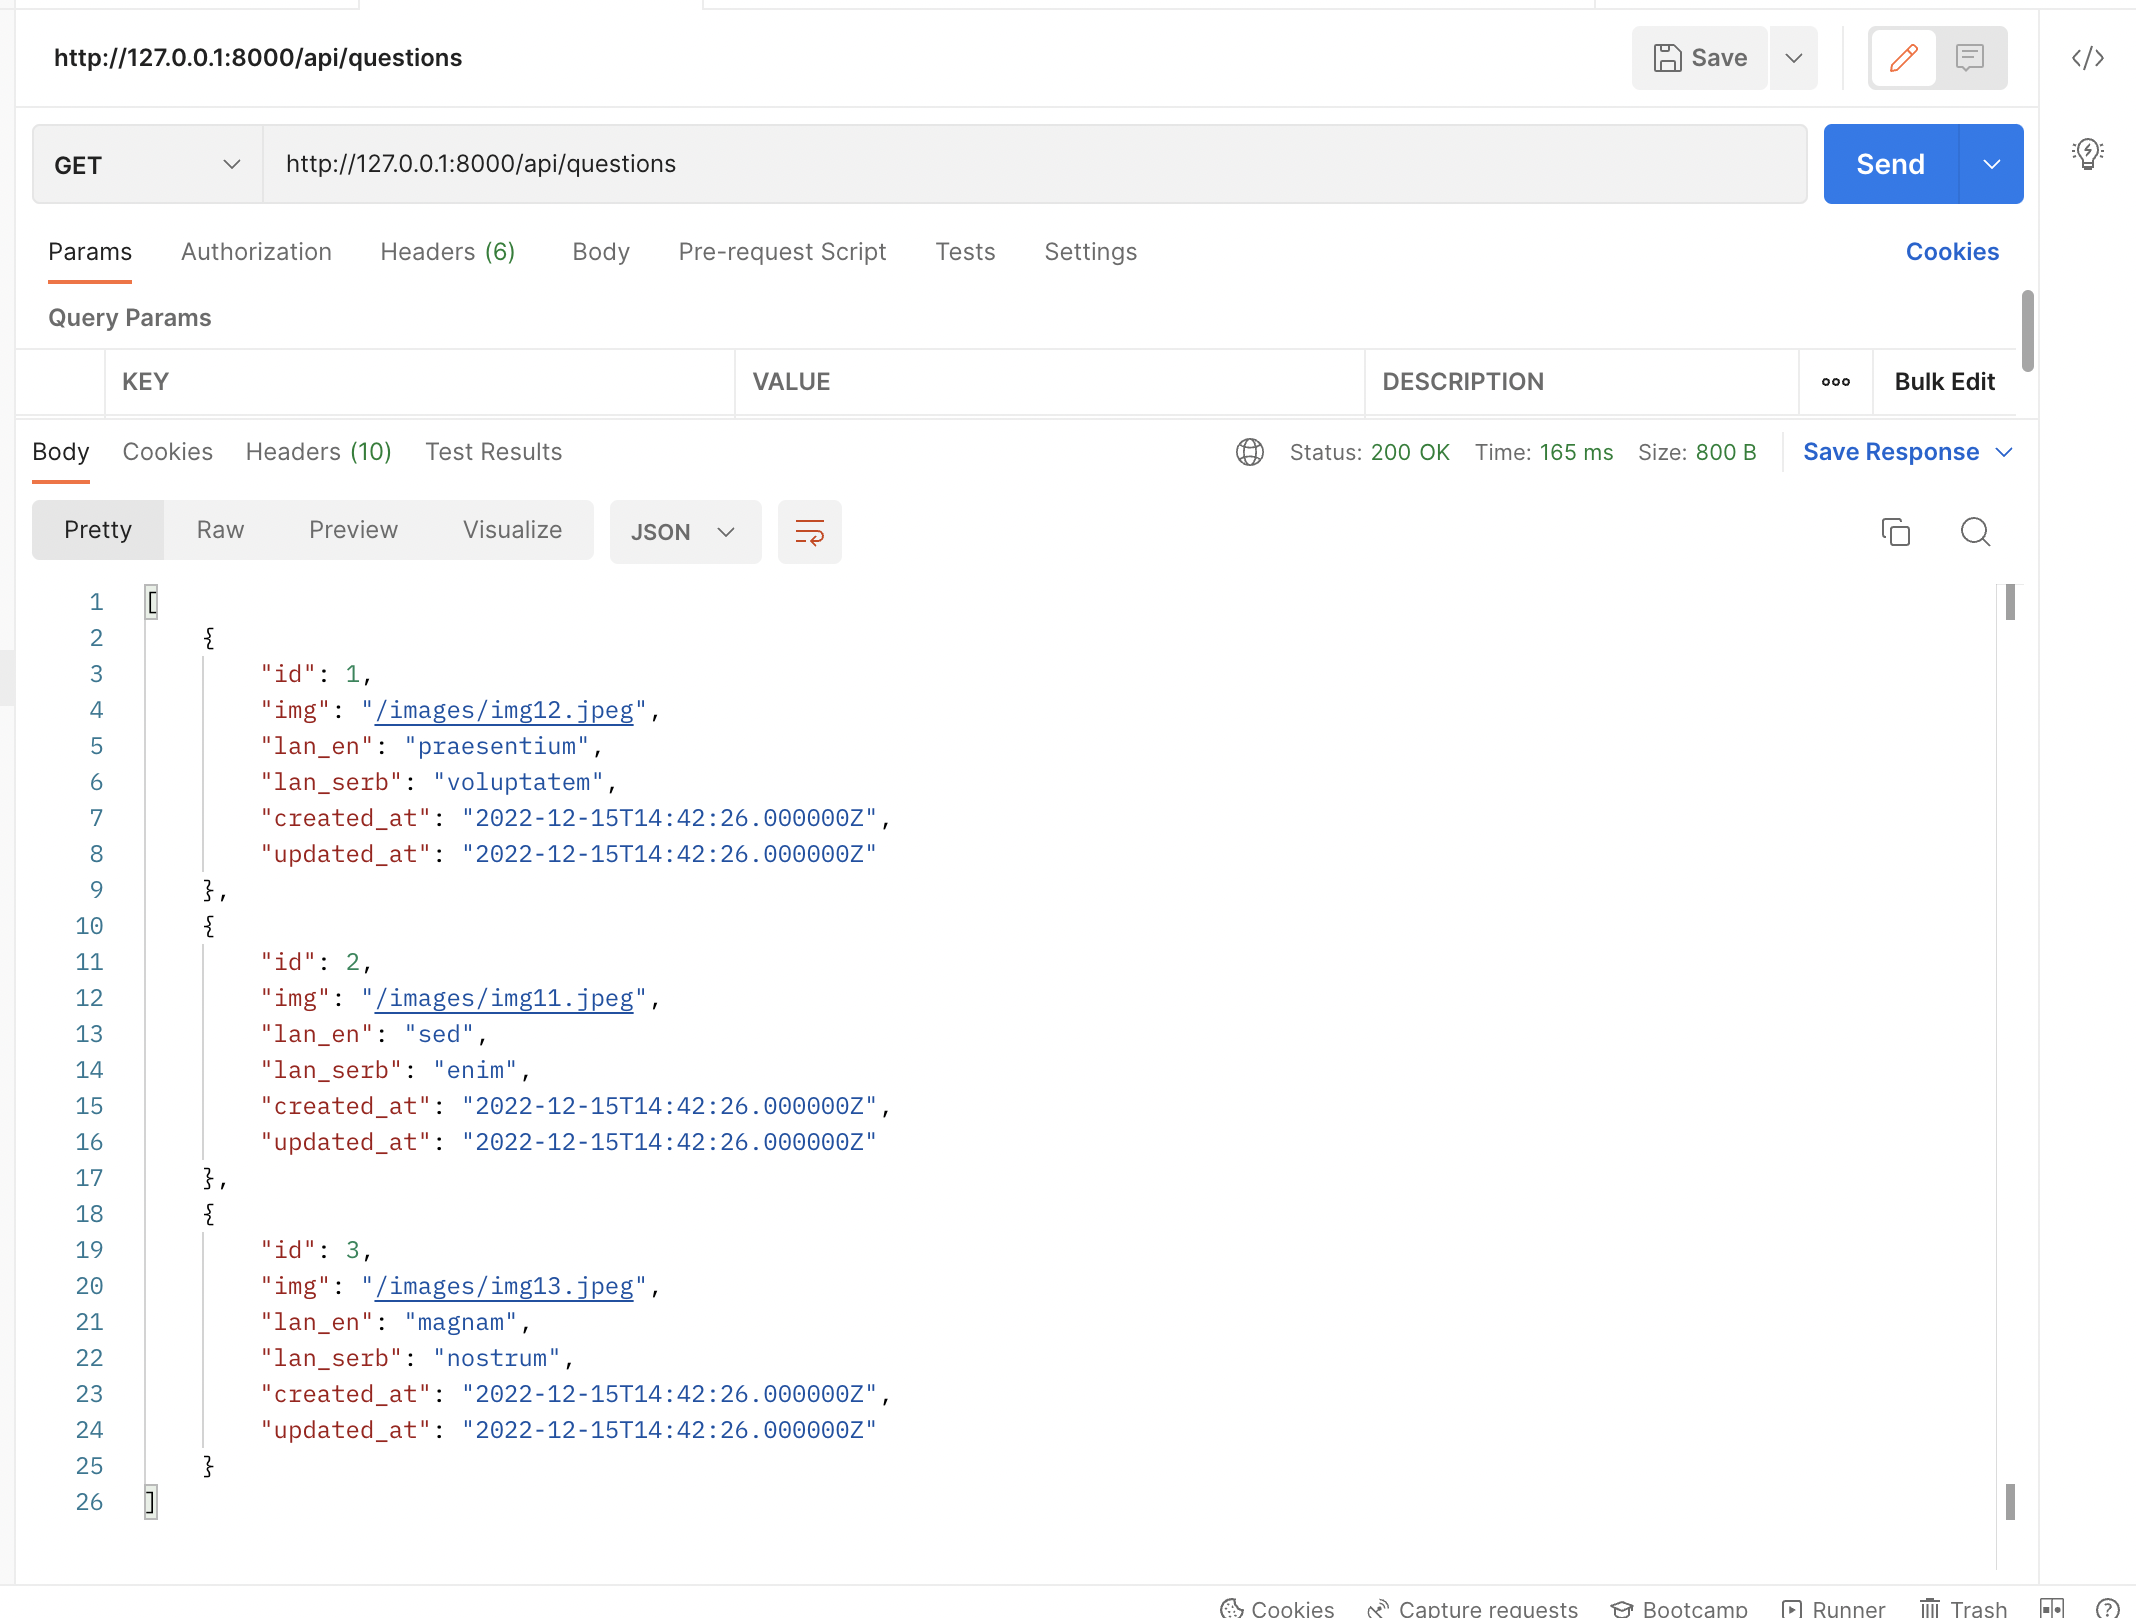 http://127.0.0.1:8000/api/questions
Save
GET http://127.0.0.1:8000/api/questions Send
Params Authorization Headers (6) Body Pre-request Script Tests Settings Cookies
Query Params
KEY VALUE DESCRIPTION ooo Bulk Edit
Body Cookies Headers (10) Test Results Status: 200 OK Time: 165 ms Size: 800 B Save Response
Pretty Raw Preview Visualize JSON
1 [
2 {
3 "id": 1,
4 "img": "/images/img12.jpeg",
5 "lan_en": "praesentium",
6 "lan_serb": "voluptatem",
7 "created_at": "2022-12-15T14:42:26.000000Z",
8 "updated_at": "2022-12-15T14:42:26.000000Z"
9 },
10 {
11 "id": 2,
12 "img": "/images/img11.jpeg",
13 "lan_en": "sed",
14 "lan_serb": "enim",
15 "created_at": "2022-12-15T14:42:26.000000Z",
16 "updated_at": "2022-12-15T14:42:26.000000Z"
17 },
18 {
19 "id": 3,
20 "img": "/images/img13.jpeg",
21 "lan_en": "magnam",
22 "lan_serb": "nostrum",
23 "created_at": "2022-12-15T14:42:26.000000Z",
24 "updated_at": "2022-12-15T14:42:26.000000Z"
25 }
26 ]
Cookies Capture requests Bootcamp Runner Trash